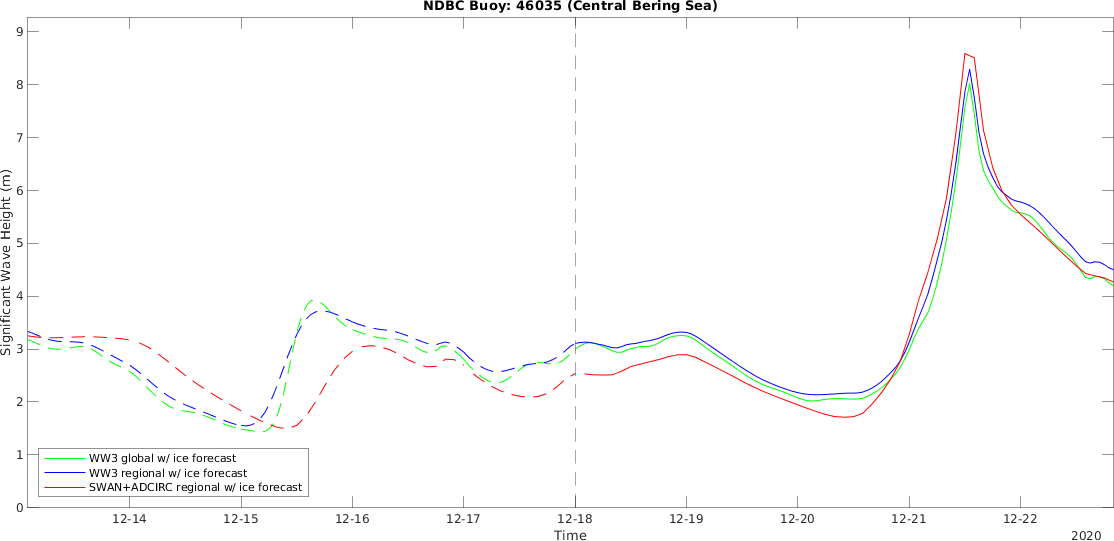 NDBC Buoy: 46035 (Central Bering Sea)
9
8
7
6
5
4
3
2
1
0
Significant Wave Height (m)
WW3 global w/ ice forecast
WW3 regional w/ ice forecast
SWAN+ADCIRC regional w/ ice forecast
12-14 12-15 12-16 12-17 12-18 12-19 12-20 12-21 12-22
Time
2020